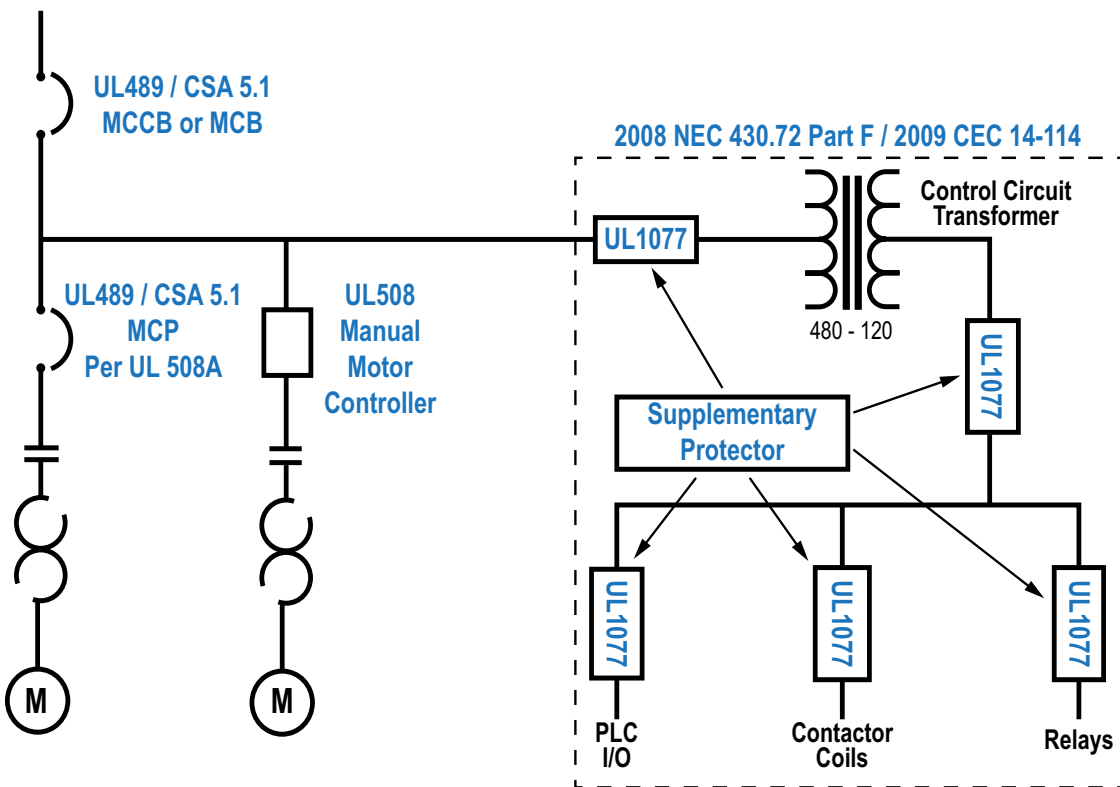 UL489 / CSA 5.1
MCCB or MCB
2008 NEC 430.72 Part F / 2009 CEC 14-114
Control Circuit
Transformer
UL1077
480 - 120
UL489 / CSA 5.1
MCP
Per UL 508A
UL508
Manual
Motor
Controller
UL1077
Supplementary
Protector
UL1077
UL1077
UL1077
M
M
PLC
I/O
Contactor
Coils
Relays